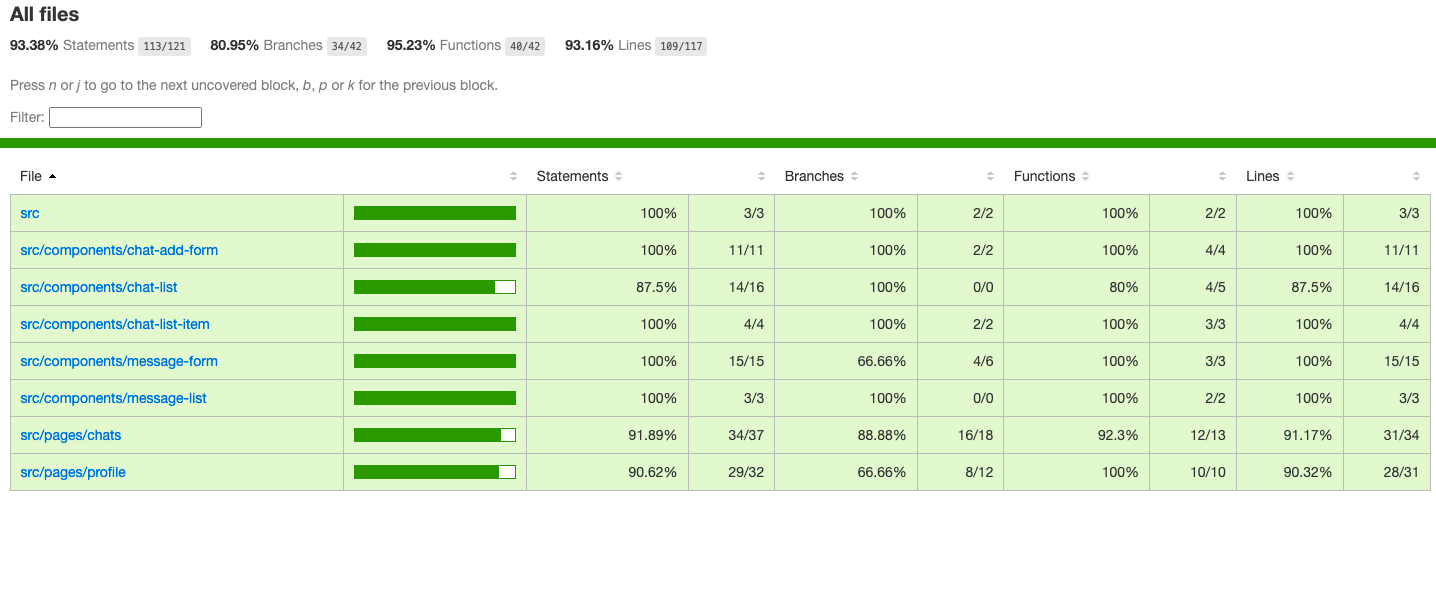 All files
93.38% Statements 113/121 80.95% Branches 34/42 95.23% Functions 40/42 93.16% Lines 109/117
Press n or j to go to the next uncovered block, b, p or k for the previous block.
Filter:
File Statements Branches Functions Lines
src 100% 3/3 100% 2/2 100% 2/2 100% 3/3
src/components/chat-add-form 100% 11/11 100% 2/2 100% 4/4 100% 11/11
src/components/chat-list 87.5% 14/16 100% 0/0 80% 4/5 87.5% 14/16
src/components/chat-list-item 100% 4/4 100% 2/2 100% 3/3 100% 4/4
src/components/message-form 100% 15/15 66.66% 4/6 100% 3/3 100% 15/15
src/components/message-list 100% 3/3 100% 0/0 100% 2/2 100% 3/3
src/pages/chats 91.89% 34/37 88.88% 16/18 92.3% 12/13 91.17% 31/34
src/pages/profile 90.62% 29/32 66.66% 8/12 100% 10/10 90.32% 28/31